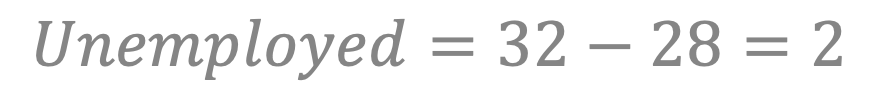 Unemployed = 32 − 28 = 2